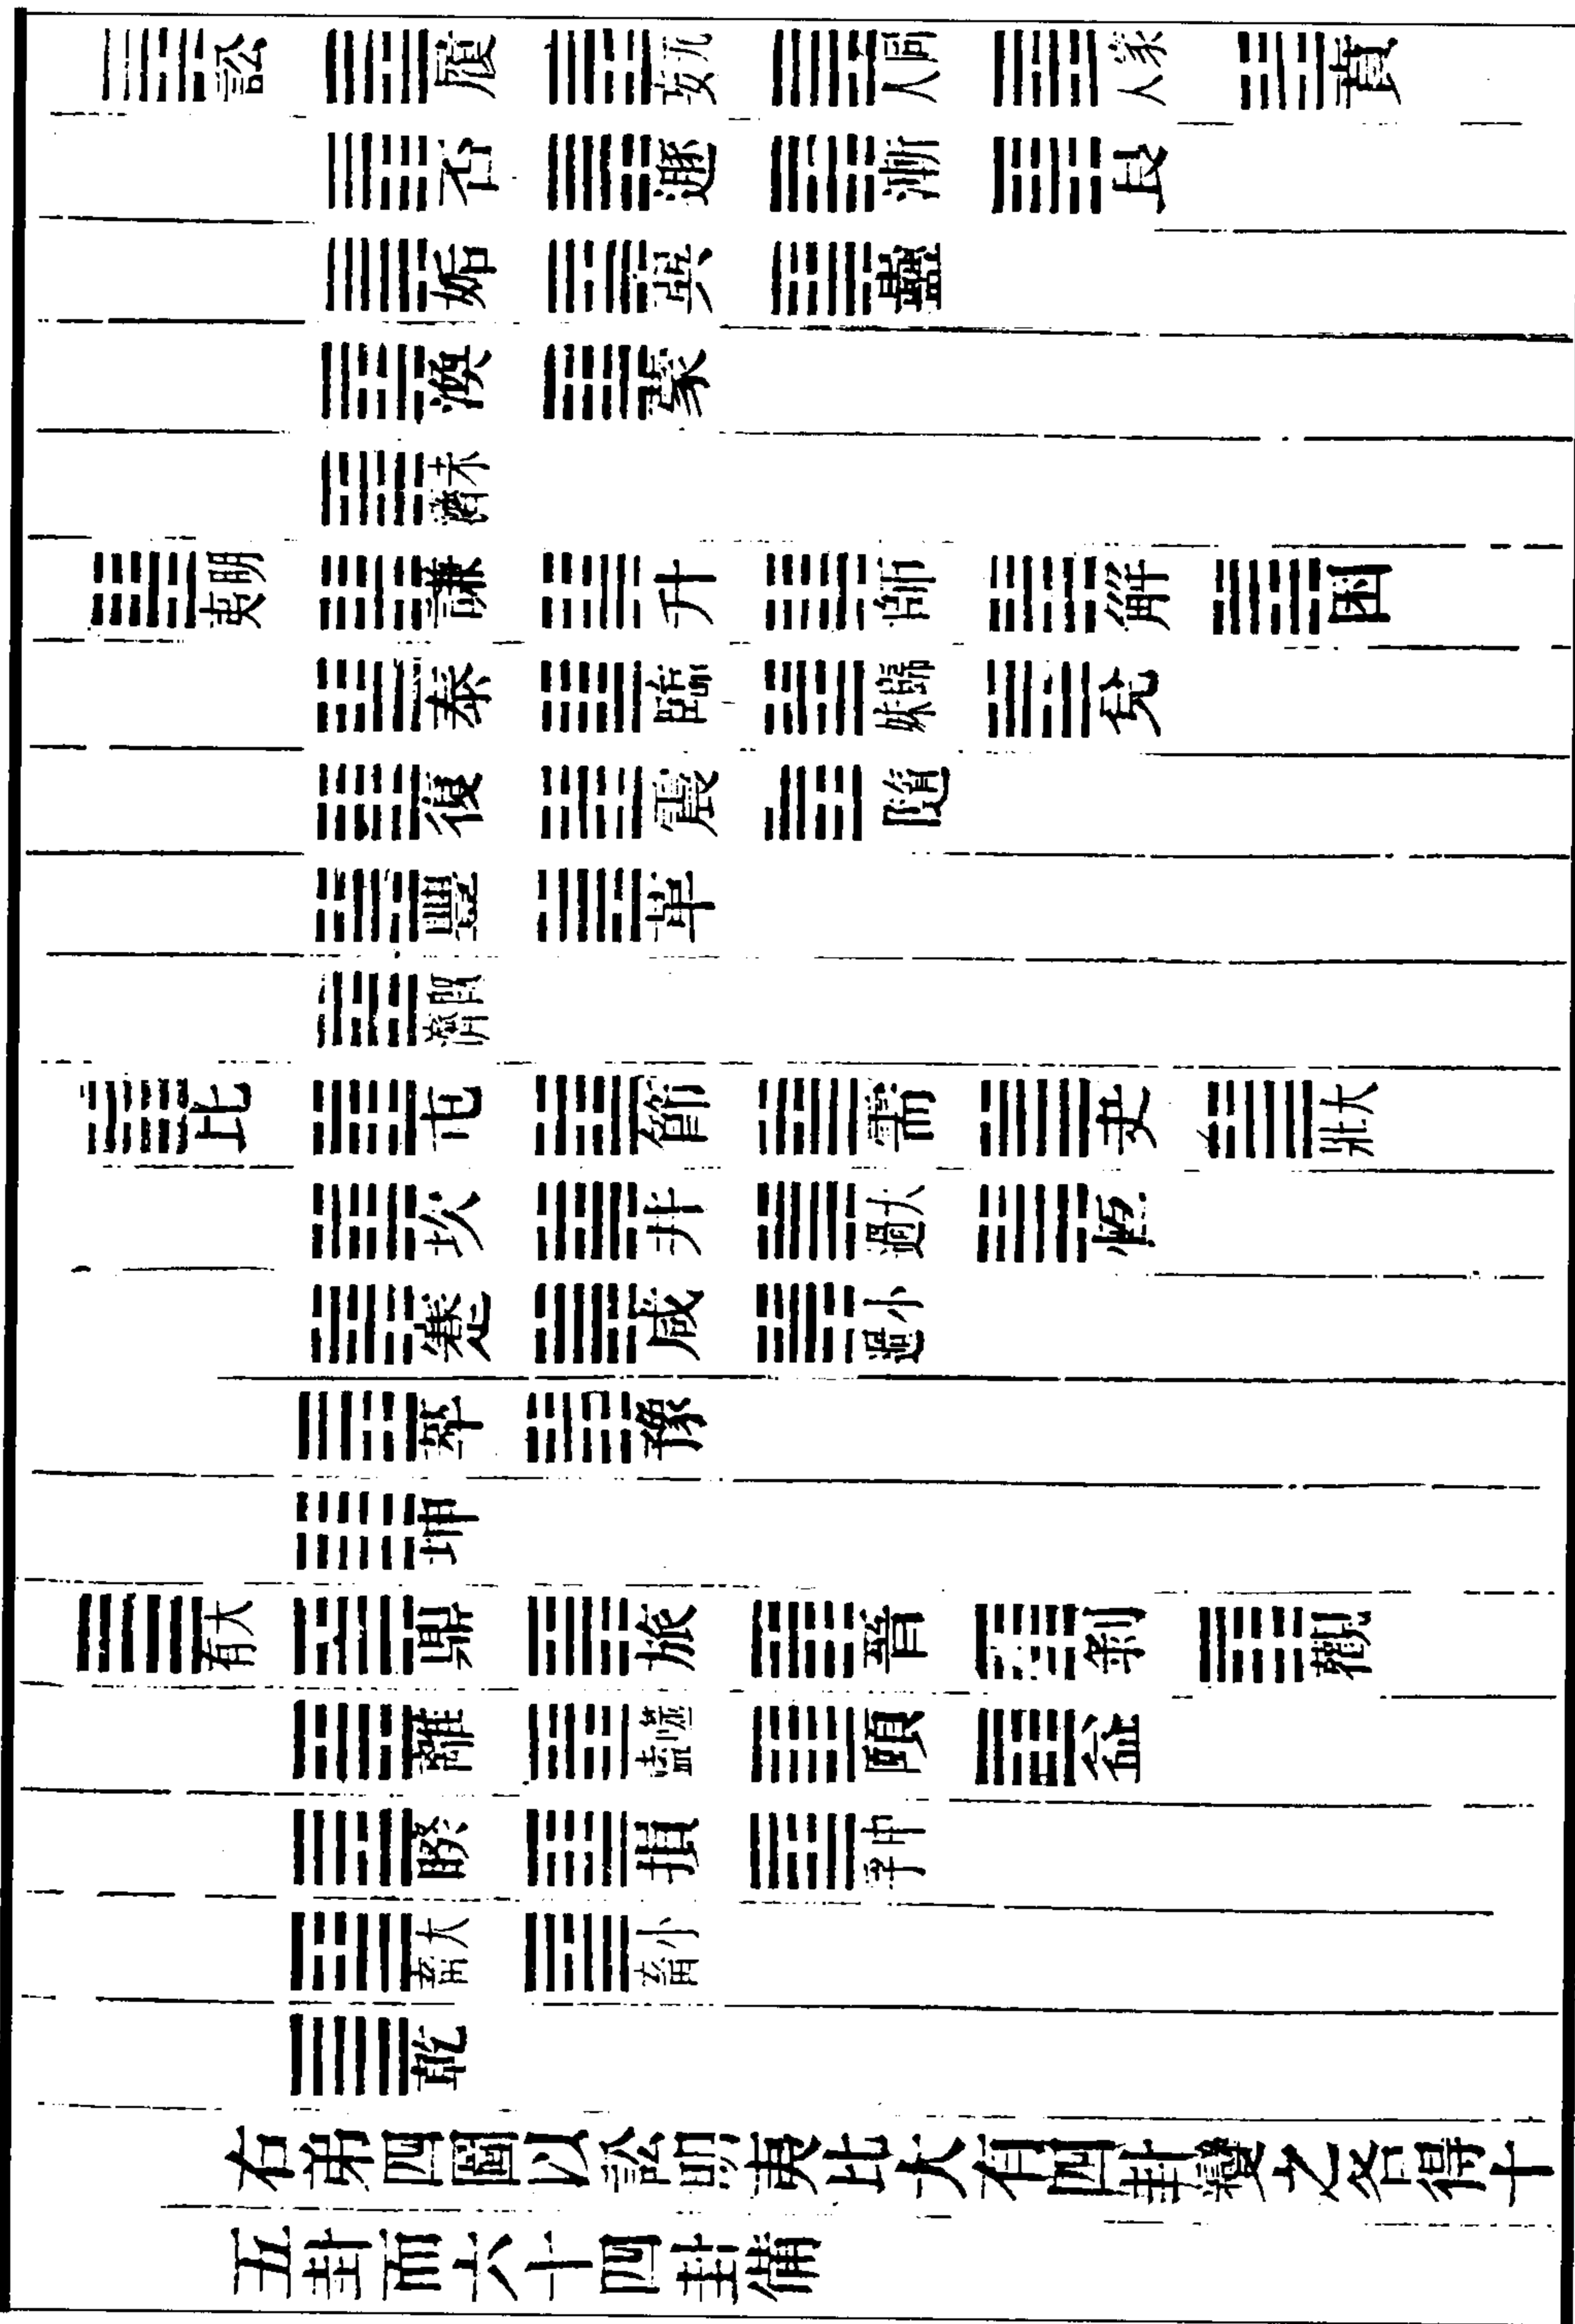 訟 履 无妄 同人 家人 賁
否 遯 漸 艮
姤 巽 蠱
渙 蒙
未濟
明夷 謙 升 師 解 困
泰 臨 歸妹 兌
復 震 隨
豐 革
既濟
比 屯 節 需 夬 大壯
坎 井 大過 恆
蹇 咸 小過
萃 豫
坤
大有 鼎 旅 晉 剝 觀
離 噬嗑 頤 益
睽 損 中孚
大畜 小畜
乾
右弟四圖以訟明夷比大有四卦變之各得十
五卦而六十四卦備